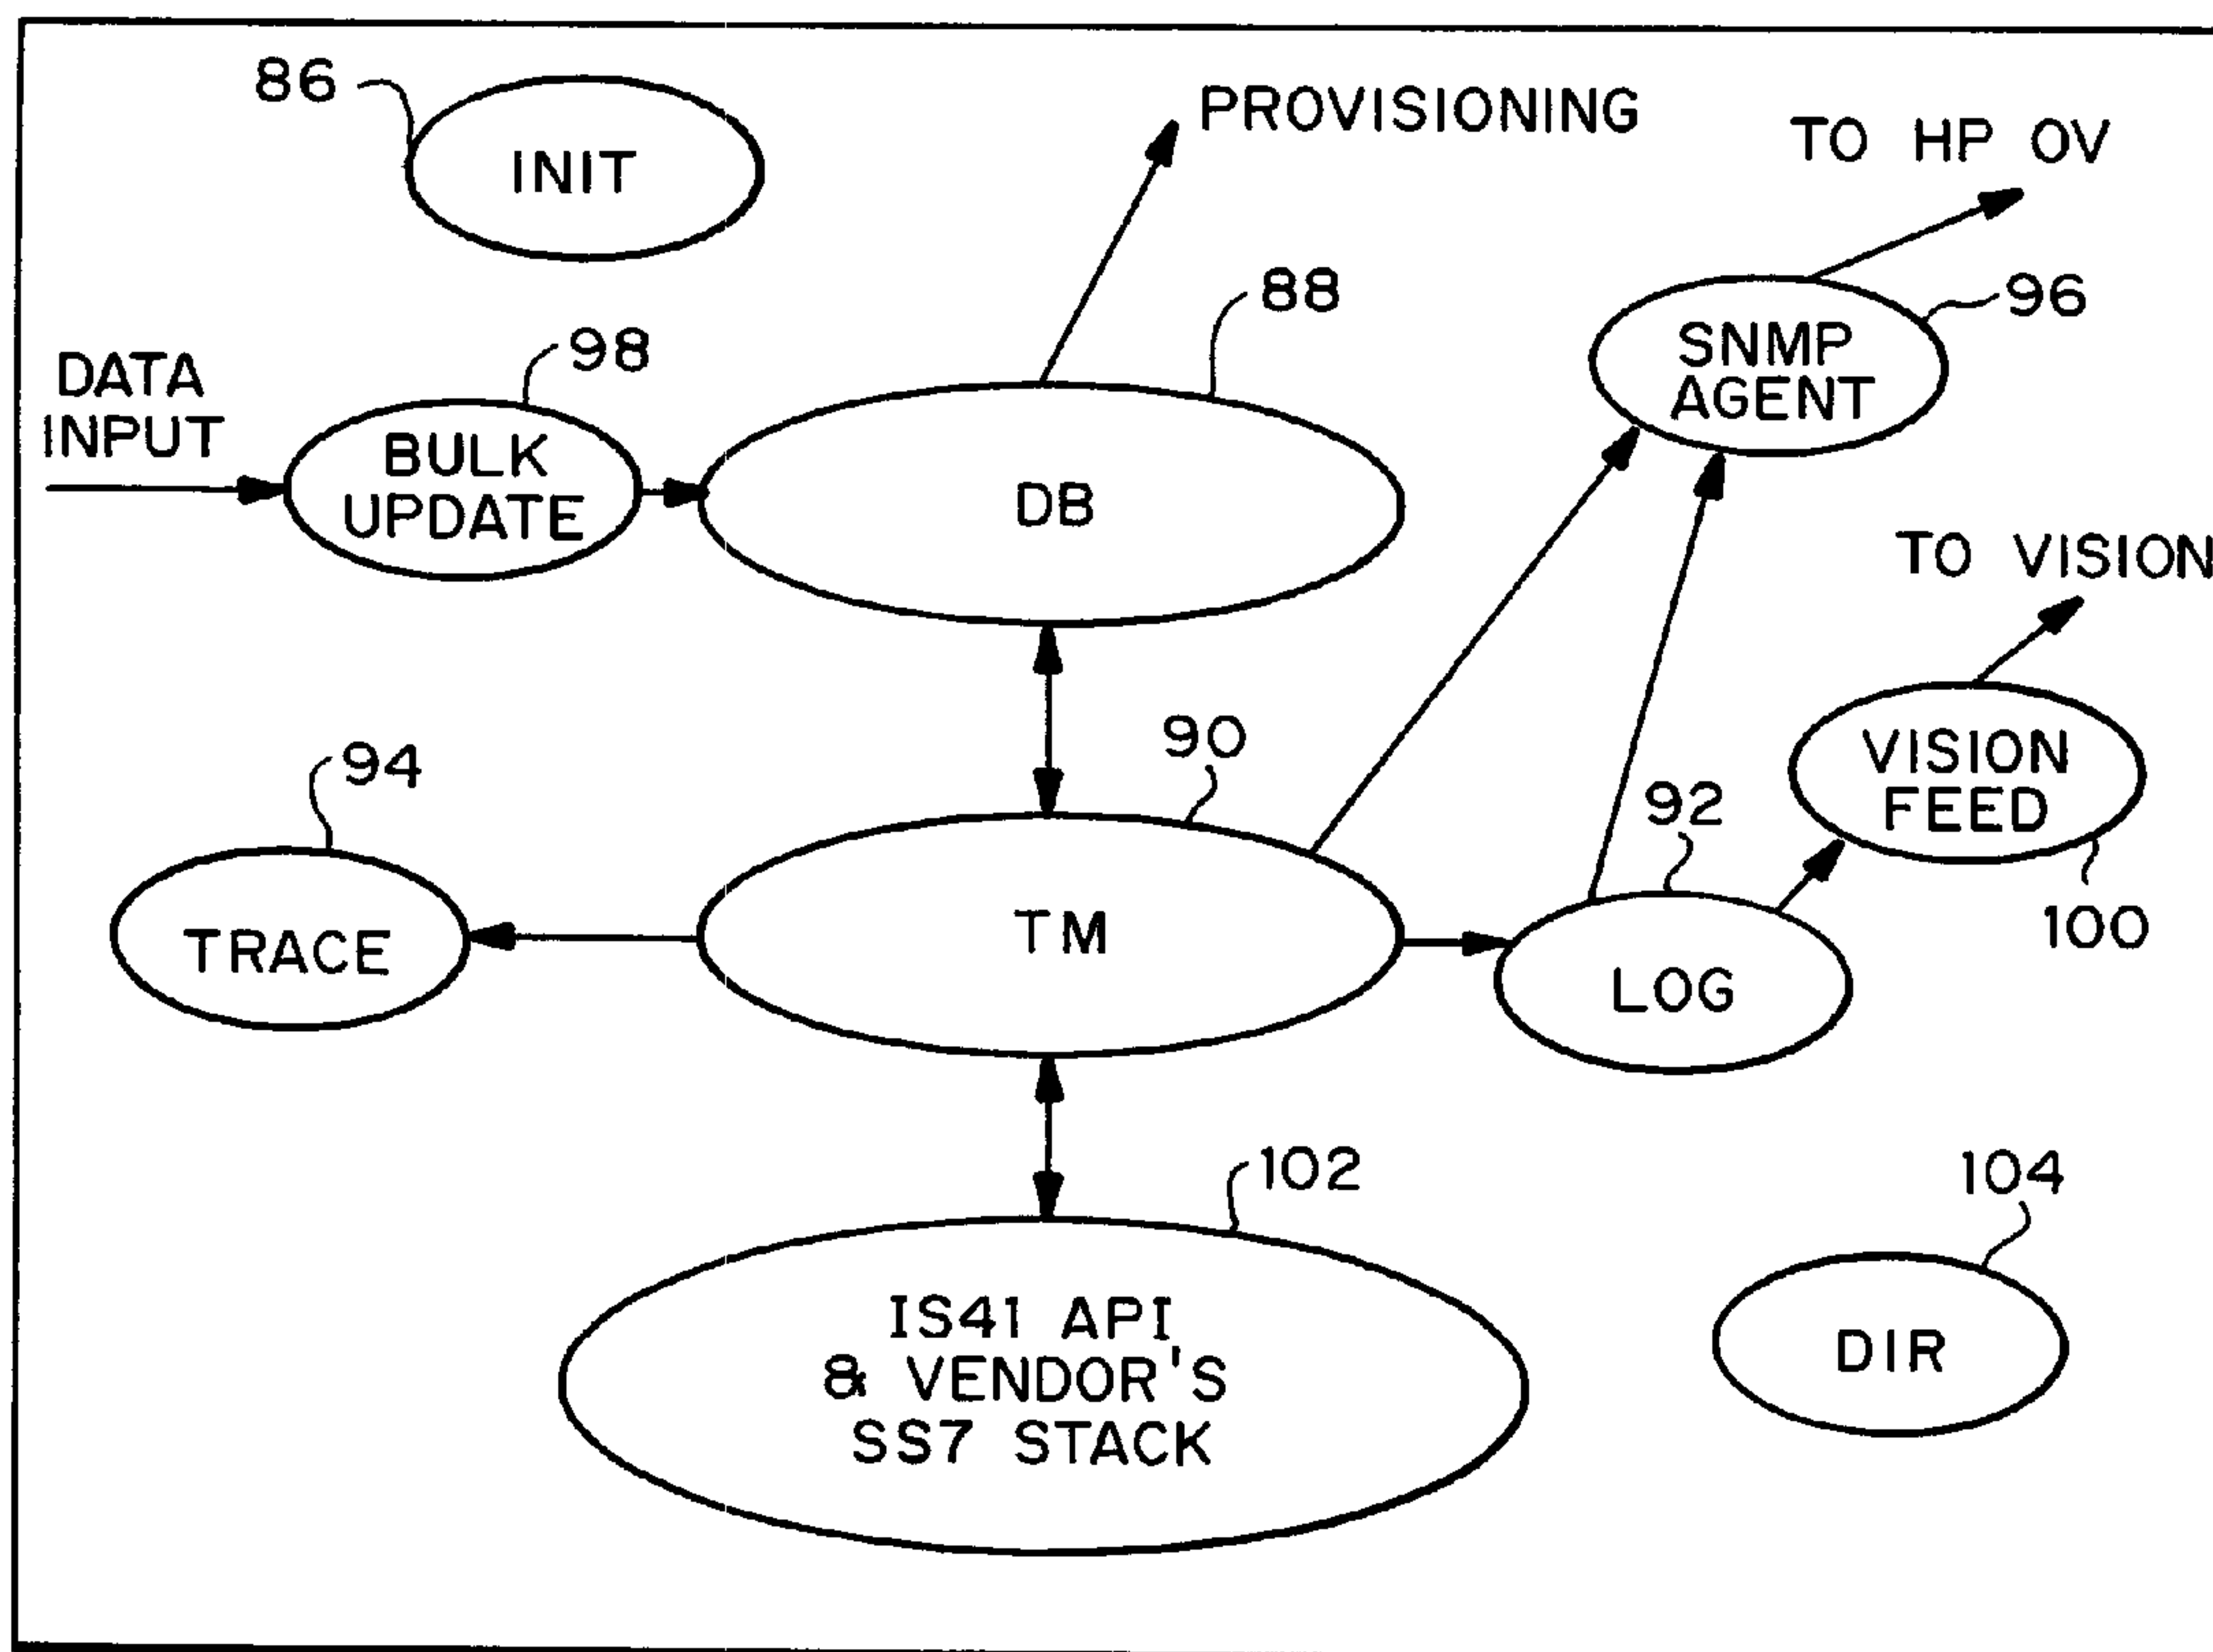 86
INIT
PROVISIONING
TO HP OV
88
96
SNMP
AGENT
98
DATA
INPUT
BULK
UPDATE
DB
TO VISION
90
94
VISION
FEED
92
100
TRACE
TM
LOG
102
104
IS41 API
& VENDOR'S
SS7 STACK
DIR